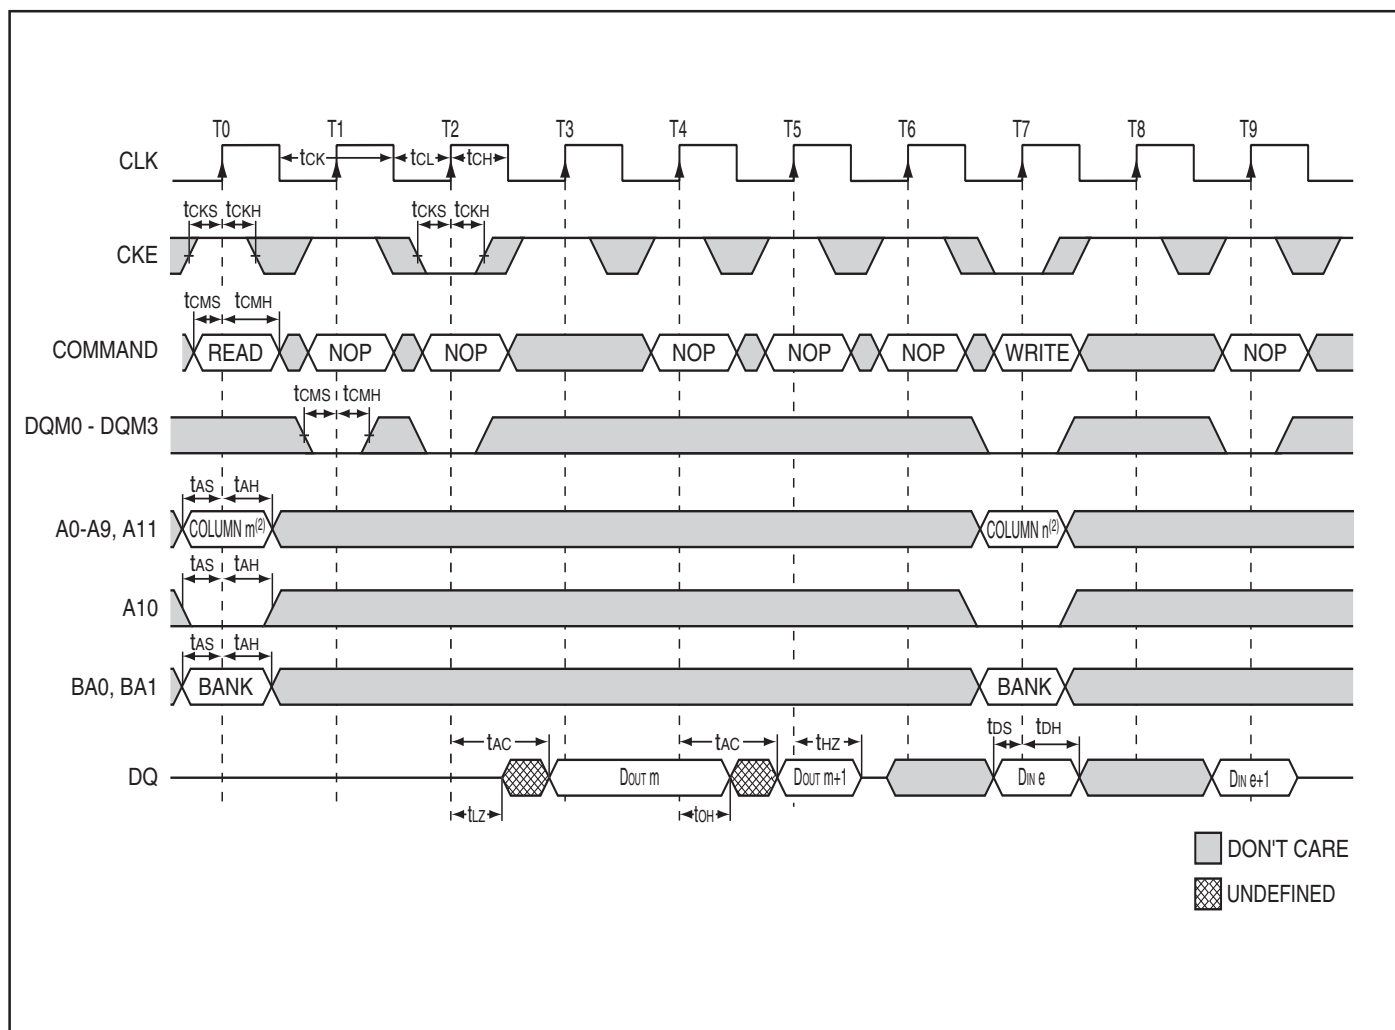 T0 T1 T2 T3 T4 T5 T6 T7 T8 T9
CLK tCK tCL tCH
tCKS tCKH tCKS tCKH
CKE
tCMS tCMH
COMMAND READ NOP NOP NOP NOP NOP WRITE NOP
tCMS tCMH
DQM0 - DQM3
tAS tAH
A0-A9, A11 COLUMN m(2) COLUMN n(2)
tAS tAH
A10
tAS tAH
BA0, BA1 BANK BANK
tAC tAC tHZ tDS tDH
DQ DOUT m DOUT m+1 DIN e DIN e+1
tLZ tOH
DON'T CARE
UNDEFINED